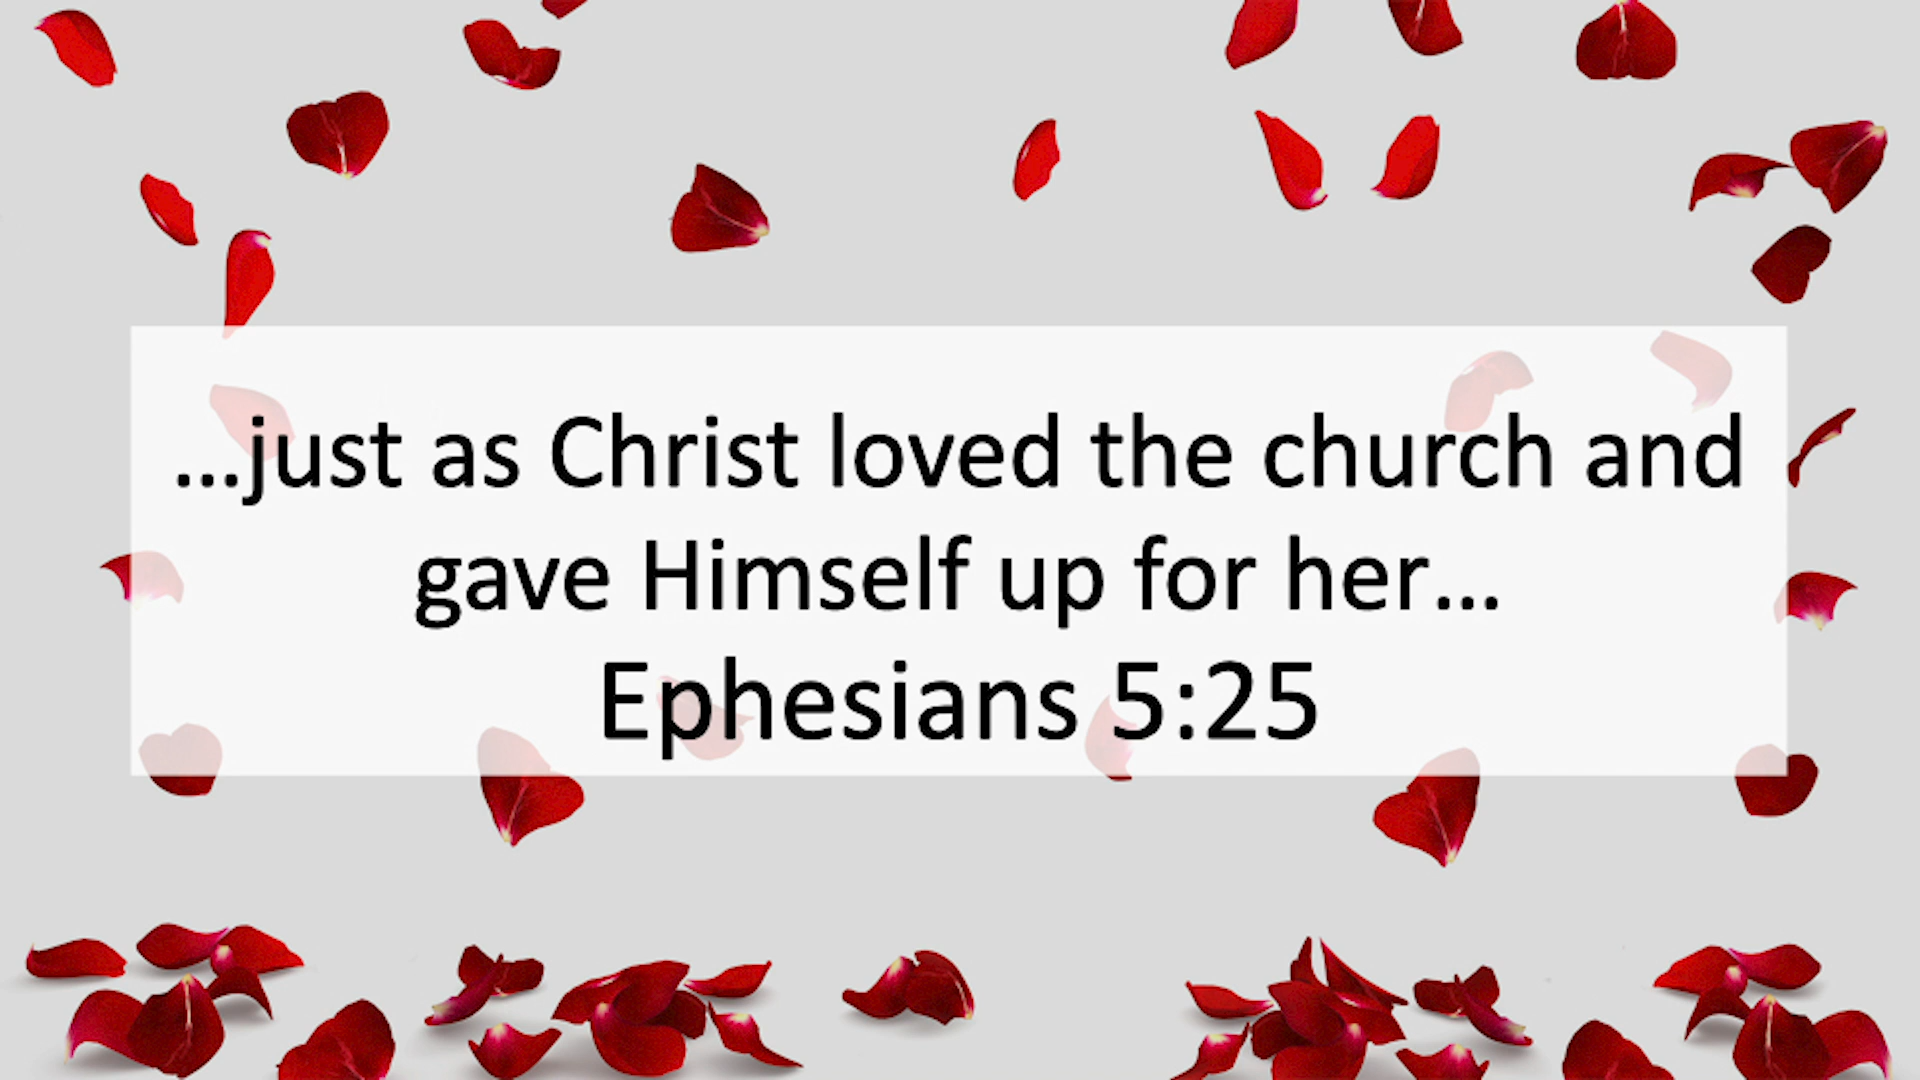 ...just as Christ loved the church and
gave Himself up for her...
Ephesians 5:25